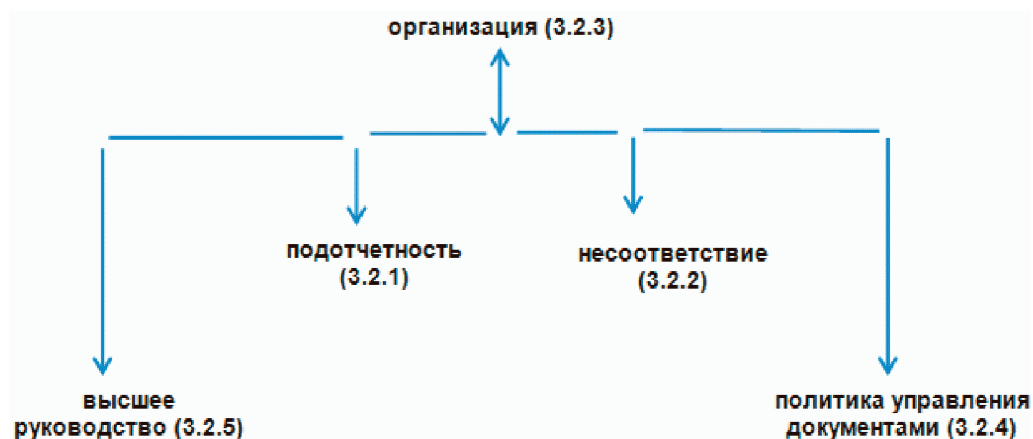 организация (3.2.3)
подотчетность
(3.2.1)
несоответствие
(3.2.2)
высшее
руководство (3.2.5)
политика управления
документами (3.2.4)